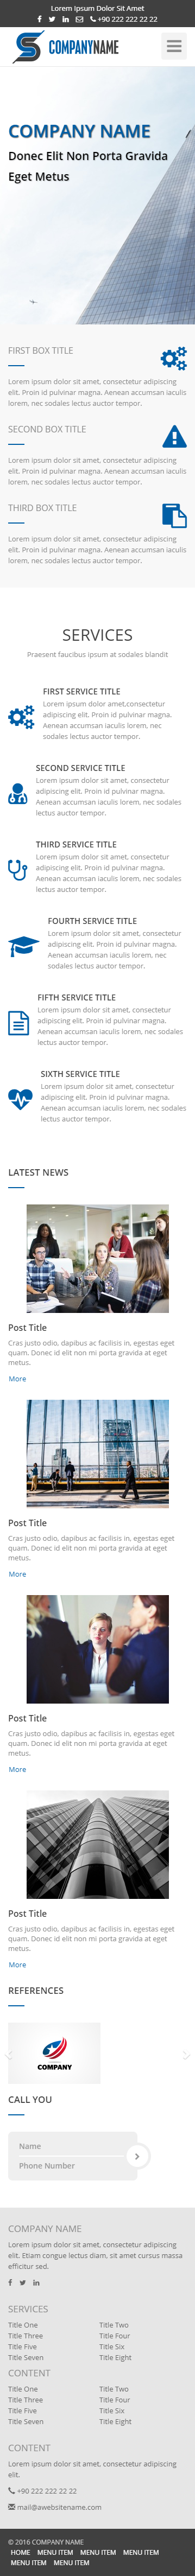 Lorem Ipsum Dolor Sit Amet
+90 222 222 22 22
COMPANYNAME
COMPANY NAME
Donec Elit Non Porta Gravida
Eget Metus
FIRST BOX TITLE
Lorem ipsum dolor sit amet, consectetur adipiscing
elit. Proin id pulvinar magna. Aenean accumsan iaculis
lorem, nec sodales lectus auctor tempor.
SECOND BOX TITLE
Lorem ipsum dolor sit amet, consectetur adipiscing
elit. Proin id pulvinar magna. Aenean accumsan iaculis
lorem, nec sodales lectus auctor tempor.
THIRD BOX TITLE
Lorem ipsum dolor sit amet, consectetur adipiscing
elit. Proin id pulvinar magna. Aenean accumsan iaculis
lorem, nec sodales lectus auctor tempor.
SERVICES
Praesent faucibus ipsum at sodales blandit
FIRST SERVICE TITLE
Lorem ipsum dolor amet,consectetur
adipiscing elit. Proin id pulvinar magna.
Aenean accumsan iaculis lorem, nec
sodales lectus auctor tempor.
SECOND SERVICE TITLE
Lorem ipsum dolor sit amet, consectetur
adipiscing elit. Proin id pulvinar magna.
Aenean accumsan iaculis lorem, nec sodales
lectus auctor tempor.
THIRD SERVICE TITLE
Lorem ipsum dolor sit amet, consectetur
adipiscing elit. Proin id pulvinar magna.
Aenean accumsan iaculis lorem, nec sodales
lectus auctor tempor.
FOURTH SERVICE TITLE
Lorem ipsum dolor sit amet, consectetur
adipiscing elit. Proin id pulvinar magna.
Aenean accumsan iaculis lorem, nec
sodales lectus auctor tempor.
FIFTH SERVICE TITLE
Lorem ipsum dolor sit amet, consectetur
adipiscing elit. Proin id pulvinar magna.
Aenean accumsan iaculis lorem, nec sodales
lectus auctor tempor.
SIXTH SERVICE TITLE
Lorem ipsum dolor sit amet, consectetur
adipiscing elit. Proin id pulvinar magna.
Aenean accumsan iaculis lorem, nec sodales
lectus auctor tempor.
LATEST NEWS
Post Title
Cras justo odio, dapibus ac facilisis in, egestas eget
quam. Donec id elit non mi porta gravida at eget
metus.
More
Post Title
Cras justo odio, dapibus ac facilisis in, egestas eget
quam. Donec id elit non mi porta gravida at eget
metus.
More
Post Title
Cras justo odio, dapibus ac facilisis in, egestas eget
quam. Donec id elit non mi porta gravida at eget
metus.
More
Post Title
Cras justo odio, dapibus ac facilisis in, egestas eget
quam. Donec id elit non mi porta gravida at eget
metus.
More
REFERENCES
COMPANY
CALL YOU
Name
Phone Number
COMPANY NAME
Lorem ipsum dolor sit amet, consectetur adipiscing
elit. Etiam congue lectus diam, sit amet cursus massa
efficitur sed.
SERVICES
Title One Title Two
Title Three Title Four
Title Five Title Six
Title Seven Title Eight
CONTENT
Title One Title Two
Title Three Title Four
Title Five Title Six
Title Seven Title Eight
CONTENT
Lorem ipsum dolor sit amet, consectetur adipiscing
elit.
+90 222 222 22 22
mail@awebsitename.com
© 2016 COMPANY NAME
HOME MENU ITEM MENU ITEM MENU ITEM
MENU ITEM MENU ITEM